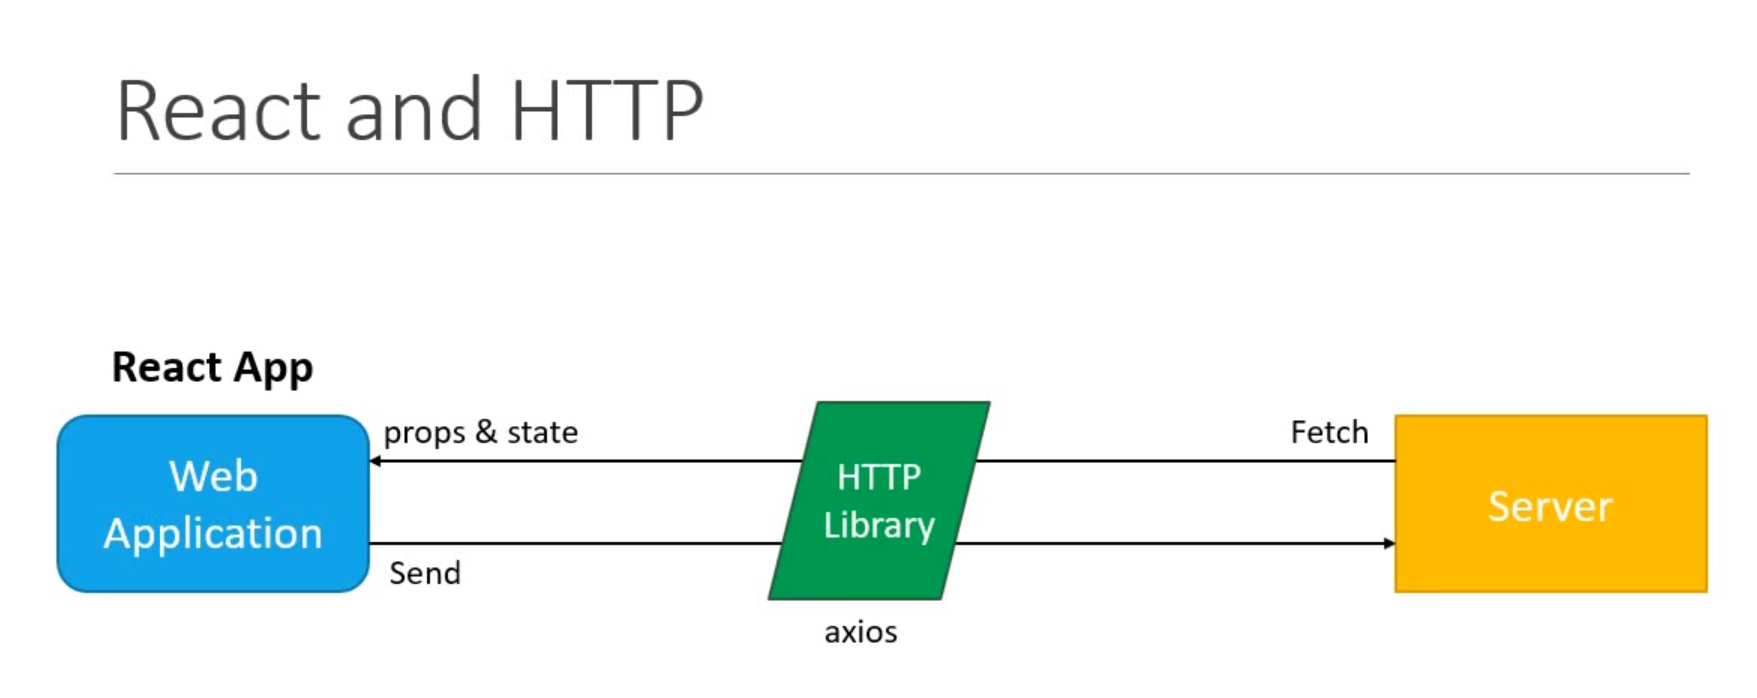 React and HTTP
React App
props & state
Fetch
Web
Application
HTTP
Library
Server
Send
axios